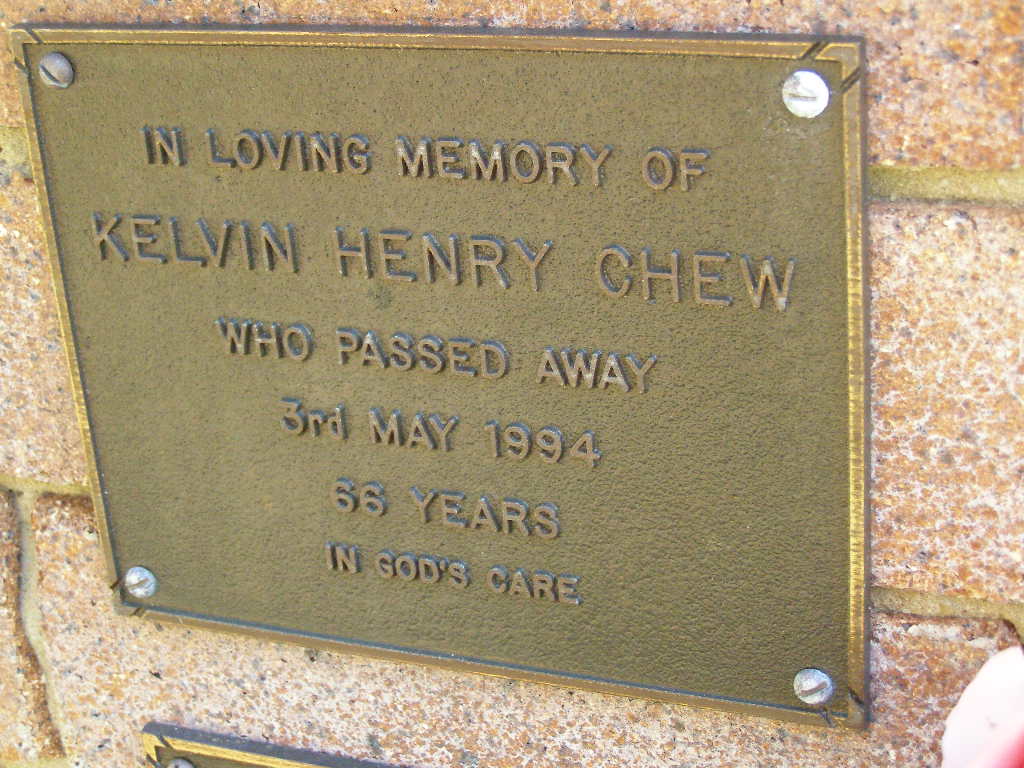 IN LOVING MEMORY OF
KELVIN HENRY CHEW
WHO PASSED AWAY
3rd MAY 1994
66 YEARS
IN GOD'S CARE